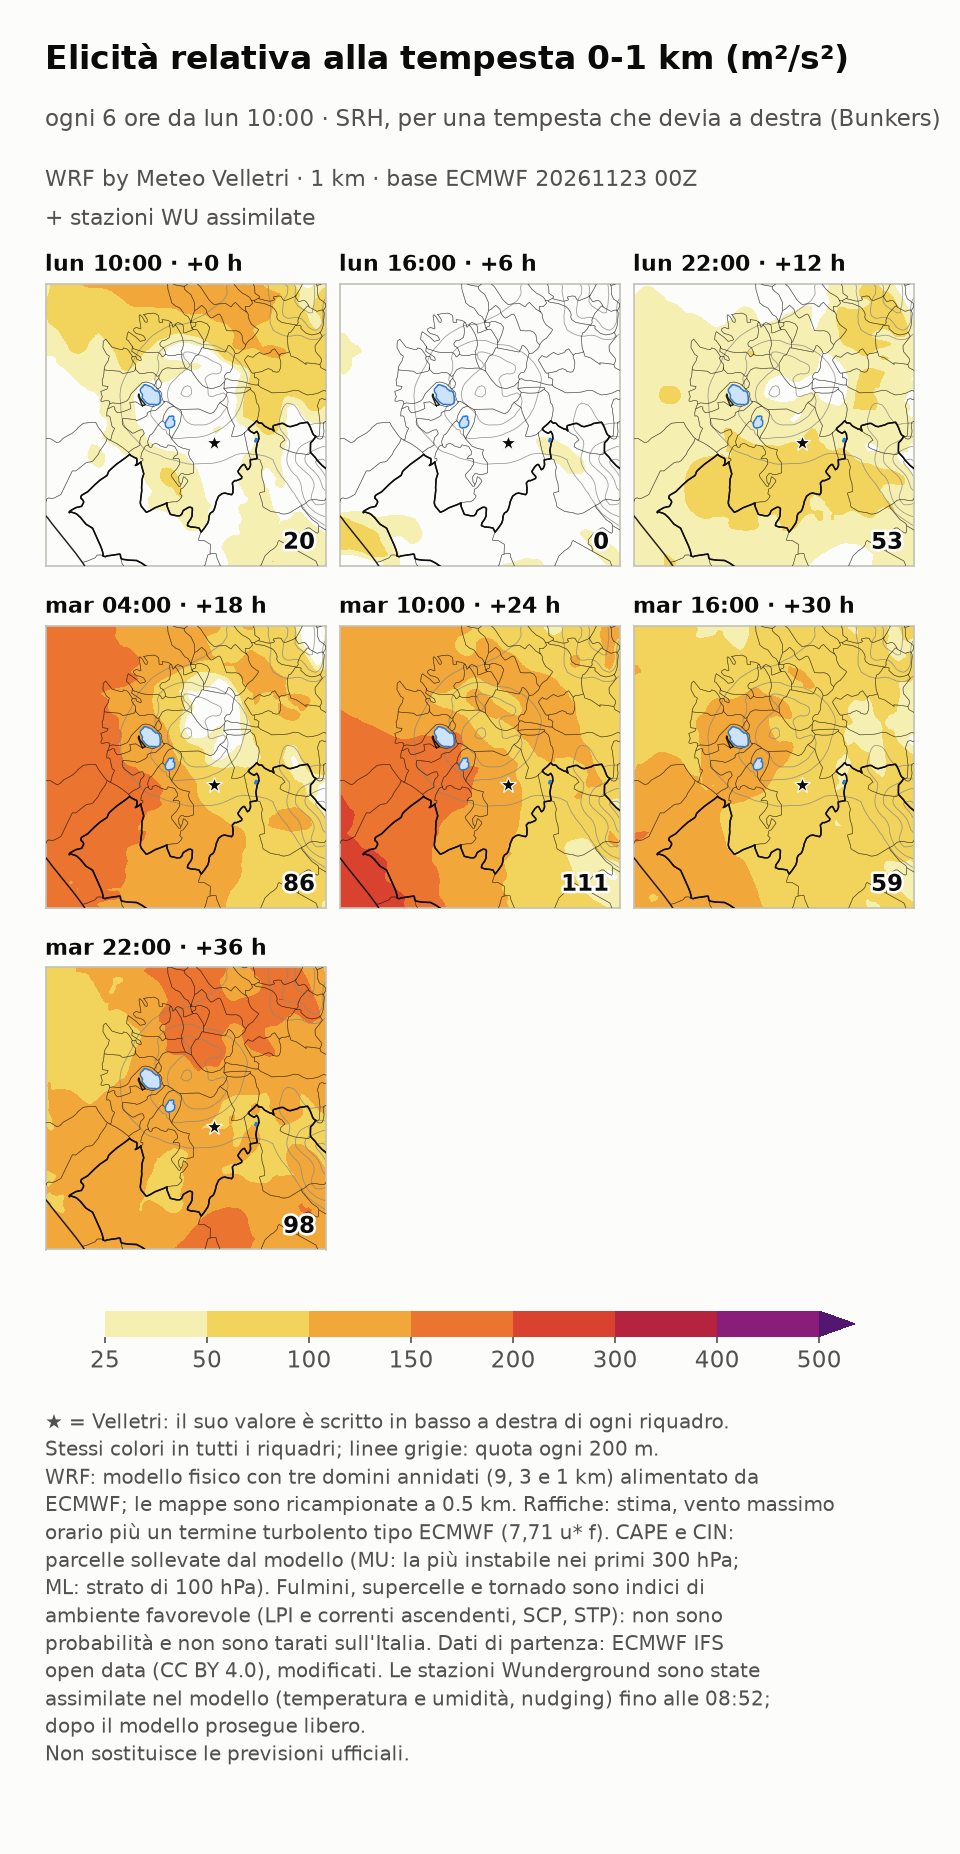 Elicità relativa alla tempesta 0-1 km (m²/s²)
ogni 6 ore da lun 10:00 · SRH, per una tempesta che devia a destra (Bunkers)
WRF by Meteo Velletri · 1 km · base ECMWF 20261123 00Z
+ stazioni WU assimilate
lun 10:00 · +0 h
lun 16:00 · +6 h
lun 22:00 · +12 h
20
0
53
mar 04:00 · +18 h
mar 10:00 · +24 h
mar 16:00 · +30 h
86
111
59
mar 22:00 · +36 h
98
25 50 100 150 200 300 400 500
★ = Velletri: il suo valore è scritto in basso a destra di ogni riquadro.
Stessi colori in tutti i riquadri; linee grigie: quota ogni 200 m.
WRF: modello fisico con tre domini annidati (9, 3 e 1 km) alimentato da
ECMWF; le mappe sono ricampionate a 0.5 km. Raffiche: stima, vento massimo
orario più un termine turbolento tipo ECMWF (7,71 u* f). CAPE e CIN:
parcelle sollevate dal modello (MU: la più instabile nei primi 300 hPa;
ML: strato di 100 hPa). Fulmini, supercelle e tornado sono indici di
ambiente favorevole (LPI e correnti ascendenti, SCP, STP): non sono
probabilità e non sono tarati sull'Italia. Dati di partenza: ECMWF IFS
open data (CC BY 4.0), modificati. Le stazioni Wunderground sono state
assimilate nel modello (temperatura e umidità, nudging) fino alle 08:52;
dopo il modello prosegue libero.
Non sostituisce le previsioni ufficiali.